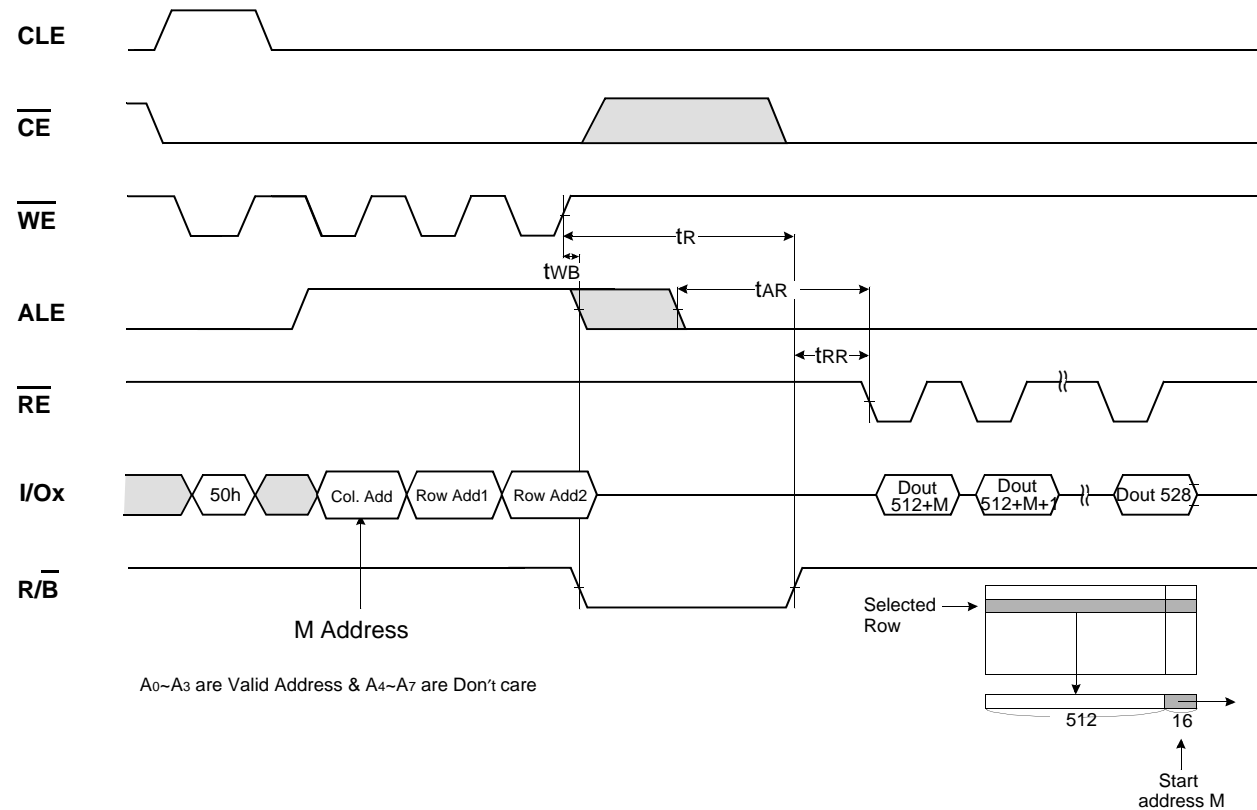 CLE
CE
WE
tR
tWB
ALE
tAR
tRR
RE
I/Ox
50h
Col. Add
Row Add1
Row Add2
Dout
512+M
Dout
512+M+1
Dout 528
R/B
M Address
A0~A3 are Valid Address & A4~A7 are Don't care
Selected
Row
512
16
Start
address M